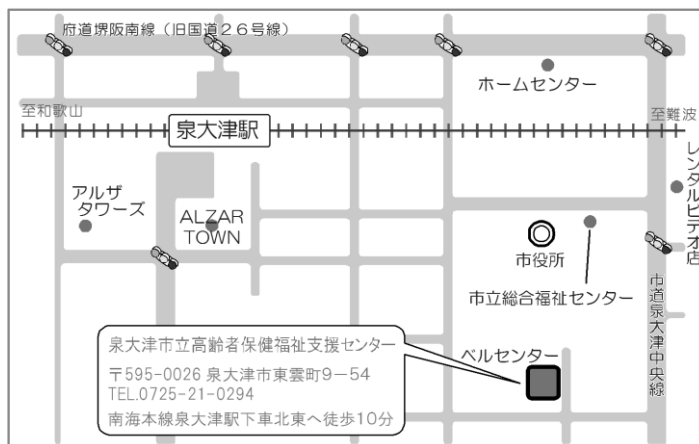 府道堺阪南線（旧国道２６号線）
ホームセンター
至和歌山
至難波
泉大津駅
レンタルビデオ店
アルザ
タワーズ
ALZAR
TOWN
市役所
市立総合福祉センター
市道泉大津中央線
ベルセンター
泉大津市立高齢者保健福祉支援センター
〒595-0026 泉大津市東雲町9－54
TEL.0725-21-0294
南海本線泉大津駅下車北東へ徒歩10分